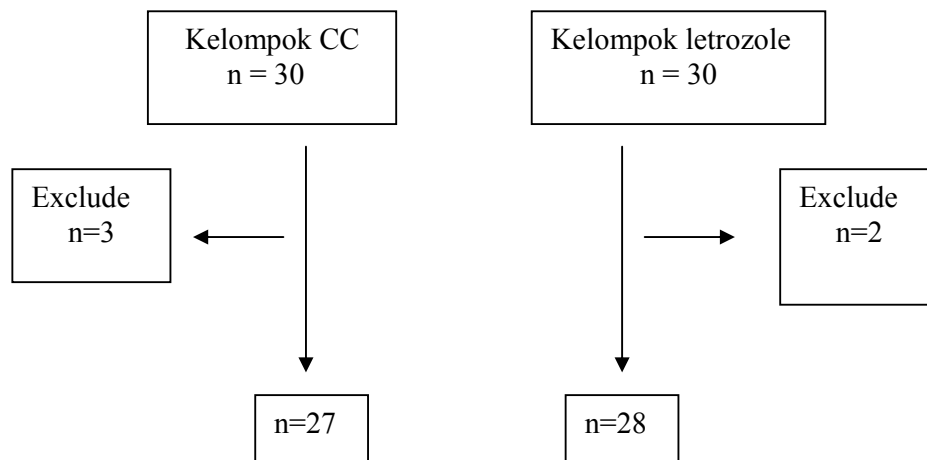 Kelompok CC
n = 30
Kelompok letrozole
n = 30
Exclude
n=3
Exclude
n=2
n=27
n=28